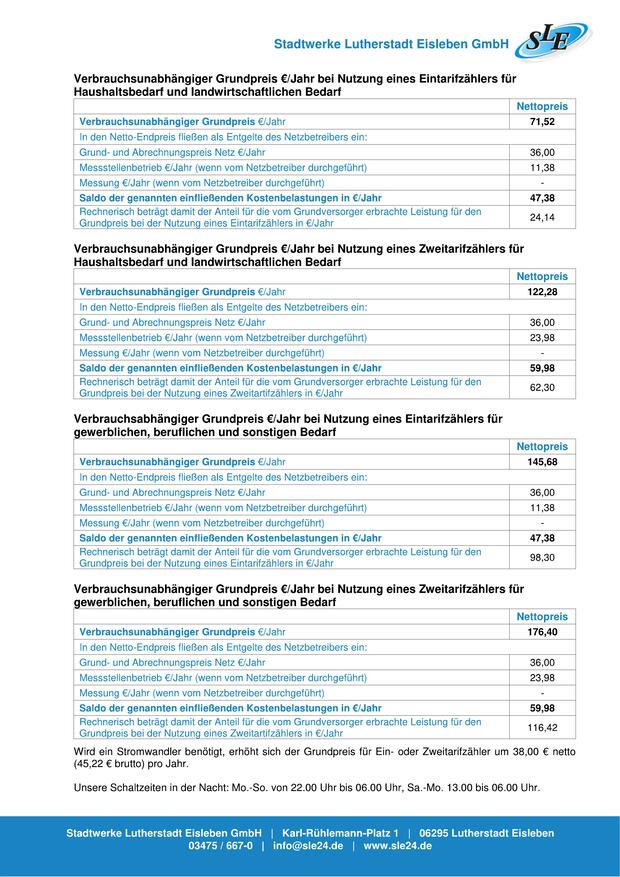 Stadtwerke Lutherstadt Eisleben GmbH
SLE
Verbrauchsunabhängiger Grundpreis €/Jahr bei Nutzung eines Eintarifzählers für
Haushaltsbedarf und landwirtschaftlichen Bedarf
Nettopreis
Verbrauchsunabhängiger Grundpreis €/Jahr 71,52
In den Netto-Endpreis fließen als Entgelte des Netzbetreibers ein:
Grund- und Abrechnungspreis Netz €/Jahr 36,00
Messstellenbetrieb €/Jahr (wenn vom Netzbetreiber durchgeführt) 11,38
Messung €/Jahr (wenn vom Netzbetreiber durchgeführt) -
Saldo der genannten einfließenden Kostenbelastungen in €/Jahr 47,38
Rechnerisch beträgt damit der Anteil für die vom Grundversorger erbrachte Leistung für den
Grundpreis bei der Nutzung eines Eintarifzählers in €/Jahr 24,14
Verbrauchsunabhängiger Grundpreis €/Jahr bei Nutzung eines Zweitarifzählers für
Haushaltsbedarf und landwirtschaftlichen Bedarf
Nettopreis
Verbrauchsunabhängiger Grundpreis €/Jahr 122,28
In den Netto-Endpreis fließen als Entgelte des Netzbetreibers ein:
Grund- und Abrechnungspreis Netz €/Jahr 36,00
Messstellenbetrieb €/Jahr (wenn vom Netzbetreiber durchgeführt) 23,98
Messung €/Jahr (wenn vom Netzbetreiber durchgeführt) -
Saldo der genannten einfließenden Kostenbelastungen in €/Jahr 59,98
Rechnerisch beträgt damit der Anteil für die vom Grundversorger erbrachte Leistung für den
Grundpreis bei der Nutzung eines Zweitartifzählers in €/Jahr 62,30
Verbrauchsabhängiger Grundpreis €/Jahr bei Nutzung eines Eintarifzählers für
gewerblichen, beruflichen und sonstigen Bedarf
Nettopreis
Verbrauchsunabhängiger Grundpreis €/Jahr 145,68
In den Netto-Endpreis fließen als Entgelte des Netzbetreibers ein:
Grund- und Abrechnungspreis Netz €/Jahr 36,00
Messstellenbetrieb €/Jahr (wenn vom Netzbetreiber durchgeführt) 11,38
Messung €/Jahr (wenn vom Netzbetreiber durchgeführt) -
Saldo der genannten einfließenden Kostenbelastungen in €/Jahr 47,38
Rechnerisch beträgt damit der Anteil für die vom Grundversorger erbrachte Leistung für den
Grundpreis bei der Nutzung eines Eintarifzählers in €/Jahr 98,30
Verbrauchsunabhängiger Grundpreis €/Jahr bei Nutzung eines Zweitarifzählers für
gewerblichen, beruflichen und sonstigen Bedarf
Nettopreis
Verbrauchsunabhängiger Grundpreis €/Jahr 176,40
In den Netto-Endpreis fließen als Entgelte des Netzbetreibers ein:
Grund- und Abrechnungspreis Netz €/Jahr 36,00
Messstellenbetrieb €/Jahr (wenn vom Netzbetreiber durchgeführt) 23,98
Messung €/Jahr (wenn vom Netzbetreiber durchgeführt) -
Saldo der genannten einfließenden Kostenbelastungen in €/Jahr 59,98
Rechnerisch beträgt damit der Anteil für die vom Grundversorger erbrachte Leistung für den
Grundpreis bei der Nutzung eines Zweitartifzählers in €/Jahr 116,42
Wird ein Stromwandler benötigt, erhöht sich der Grundpreis für Ein- oder Zweitarifzähler um 38,00 € netto
(45,22 € brutto) pro Jahr.
Unsere Schaltzeiten in der Nacht: Mo.-So. von 22.00 Uhr bis 06.00 Uhr, Sa.-Mo. 13.00 bis 06.00 Uhr.
Stadtwerke Lutherstadt Eisleben GmbH | Karl-Rühlemann-Platz 1 | 06295 Lutherstadt Eisleben
03475 / 667-0 | info@sle24.de | www.sle24.de